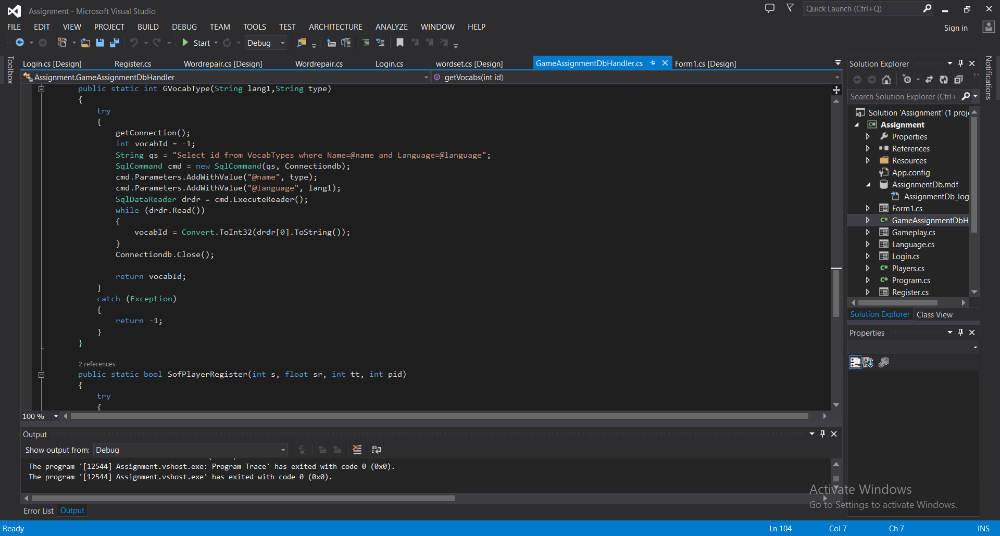 Assignment - Microsoft Visual Studio
Quick Launch (Ctrl+Q)
FILE EDIT VIEW PROJECT BUILD DEBUG TEAM TOOLS TEST ARCHITECTURE ANALYZE WINDOW HELP
Sign in
Start Debug
Toolbox
Login.cs [Design] Register.cs Wordrepair.cs [Design] Wordrepair.cs Login.cs wordset.cs [Design] GameAssignmentDbHandler.cs Form1.cs [Design]
Assignment.GameAssignmentDbHandler getVocabs(int id)
public static int GVocabType(String lang1,String type)
{
try
{
getConnection();
int vocabId = -1;
String qs = "Select id from VocabTypes where Name=@name and Language=@language";
SqlCommand cmd = new SqlCommand(qs, Connectiondb);
cmd.Parameters.AddWithValue("@name", type);
cmd.Parameters.AddWithValue("@language", lang1);
SqlDataReader drdr = cmd.ExecuteReader();
while (drdr.Read())
{
vocabId = Convert.ToInt32(drdr[0].ToString());
}
Connectiondb.Close();
return vocabId;
}
catch (Exception)
{
return -1;
}
}
2 references
public static bool SofPlayerRegister(int s, float sr, int tt, int pid)
{
try
{
100 %
Output
Show output from: Debug
The program '[12544] Assignment.vshost.exe: Program Trace' has exited with code 0 (0x0).
The program '[12544] Assignment.vshost.exe' has exited with code 0 (0x0).
Error List Output
Solution Explorer
Notifications
Search Solution Explorer (Ctrl+
Solution 'Assignment' (1 proj
C# Assignment
Properties
References
Resources
App.config
AssignmentDb.mdf
AssignmentDb_log
Form1.cs
C# GameAssignmentDbH
Gameplay.cs
Language.cs
Login.cs
C# Players.cs
C# Program.cs
Register.cs
Solution Explorer Class View
Properties
Activate Windows
Go to Settings to activate Windows.
Ready Ln 104 Col 7 Ch 7 INS